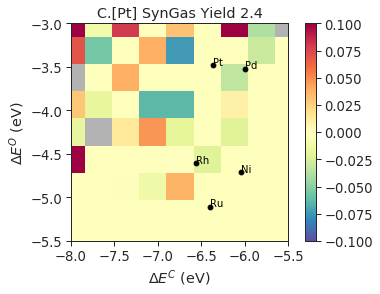 C.[Pt] SynGas Yield 2.4
−3.0
−3.5
−4.0
−4.5
−5.0
−5.5
ΔE^O (eV)
Pt
Pd
Rh
Ni
Ru
−8.0 −7.5 −7.0 −6.5 −6.0 −5.5
ΔE^C (eV)
0.100
0.075
0.050
0.025
0.000
−0.025
−0.050
−0.075
−0.100